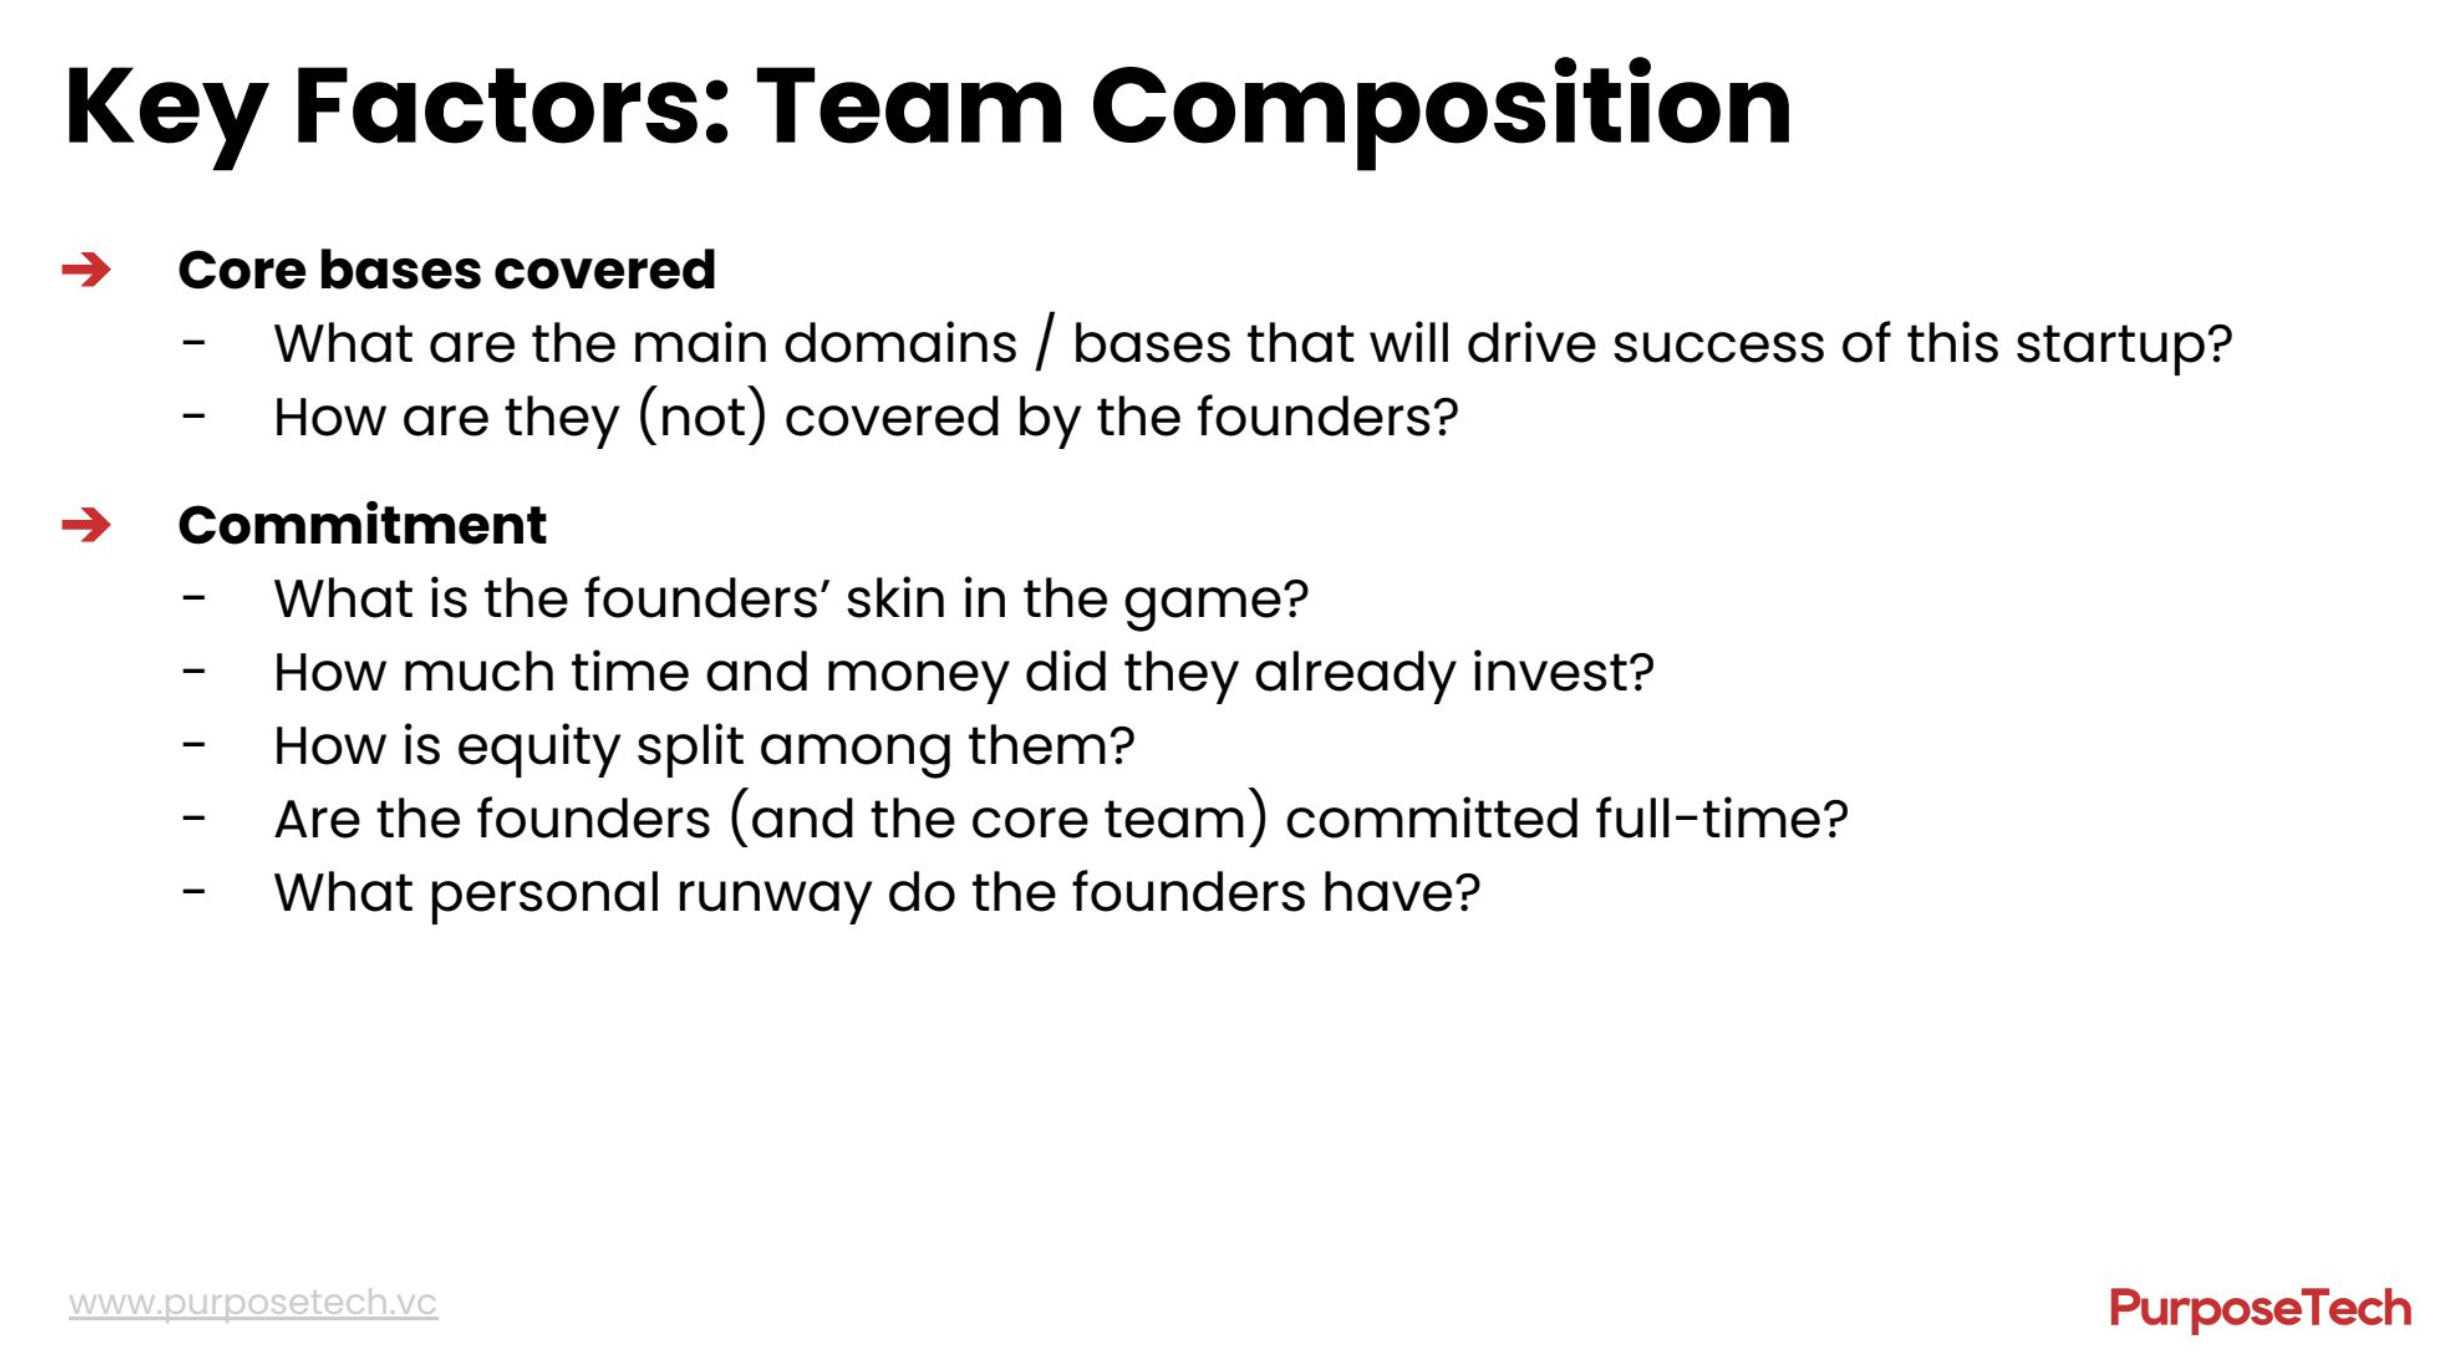 Key Factors: Team Composition
➔ Core bases covered
- What are the main domains / bases that will drive success of this startup?
- How are they (not) covered by the founders?
➔ Commitment
- What is the founders’ skin in the game?
- How much time and money did they already invest?
- How is equity split among them?
- Are the founders (and the core team) committed full-time?
- What personal runway do the founders have?
www.purposetech.vc
PurposeTech